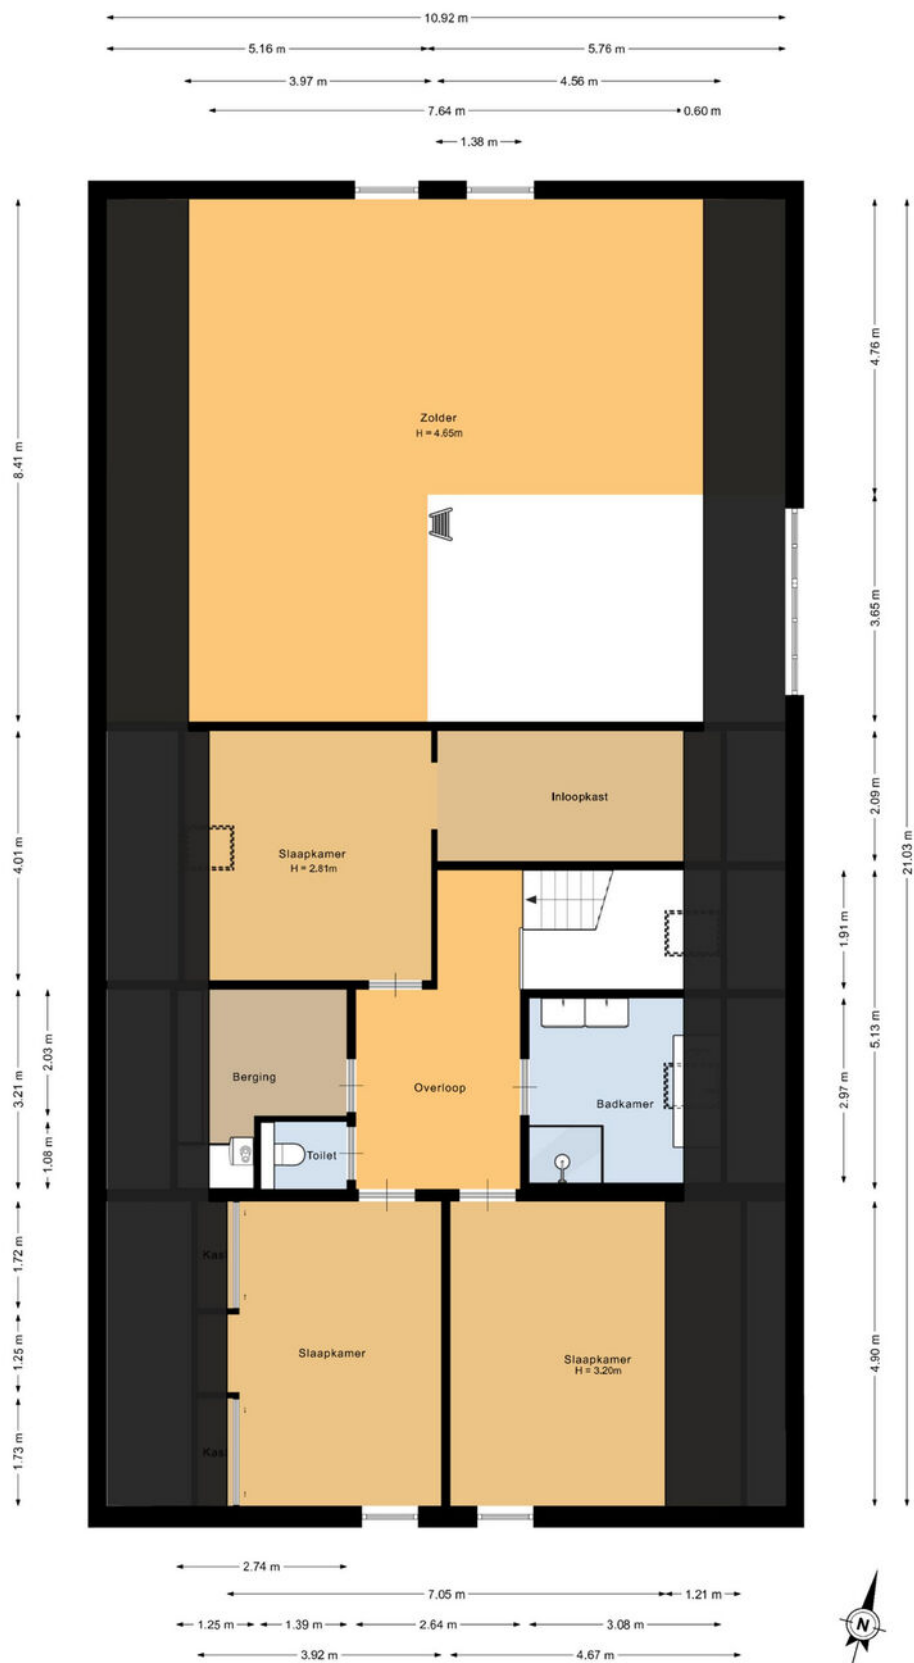 10.92 m
5.16 m
5.76 m
3.97 m
4.56 m
7.64 m
0.60 m
1.38 m
8.41 m
4.76 m
Zolder
H = 4.65m
3.65 m
21.03 m
4.01 m
2.09 m
Inloopkast
Slaapkamer
H = 2.81m
1.91 m
5.13 m
3.21 m
2.03 m
1.08 m
2.97 m
Berging
Overloop
Badkamer
Toilet
1.72 m
1.25 m
1.73 m
4.90 m
Kas
Slaapkamer
Slaapkamer
H = 3.20m
Kas
2.74 m
7.05 m
1.21 m
1.25 m
1.39 m
2.64 m
3.08 m
3.92 m
4.67 m
N